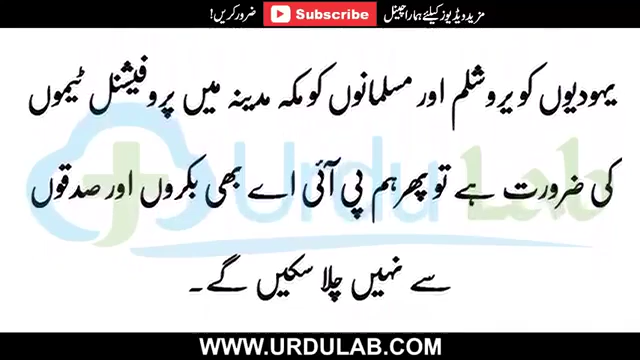 مزید ویڈیوز کیلئے ہمارا چینل Subscribe ضرور کریں!
یہودیوں کو یروشلم اور مسلمانوں کو مکہ مدینہ میں پروفیشنل ٹیموں
کی ضرورت ہے تو پھر ہم پی آئی اے بھی بکروں اور صدقوں
سے نہیں چلا سکیں گے۔
Urdu Lab
WWW.URDULAB.COM